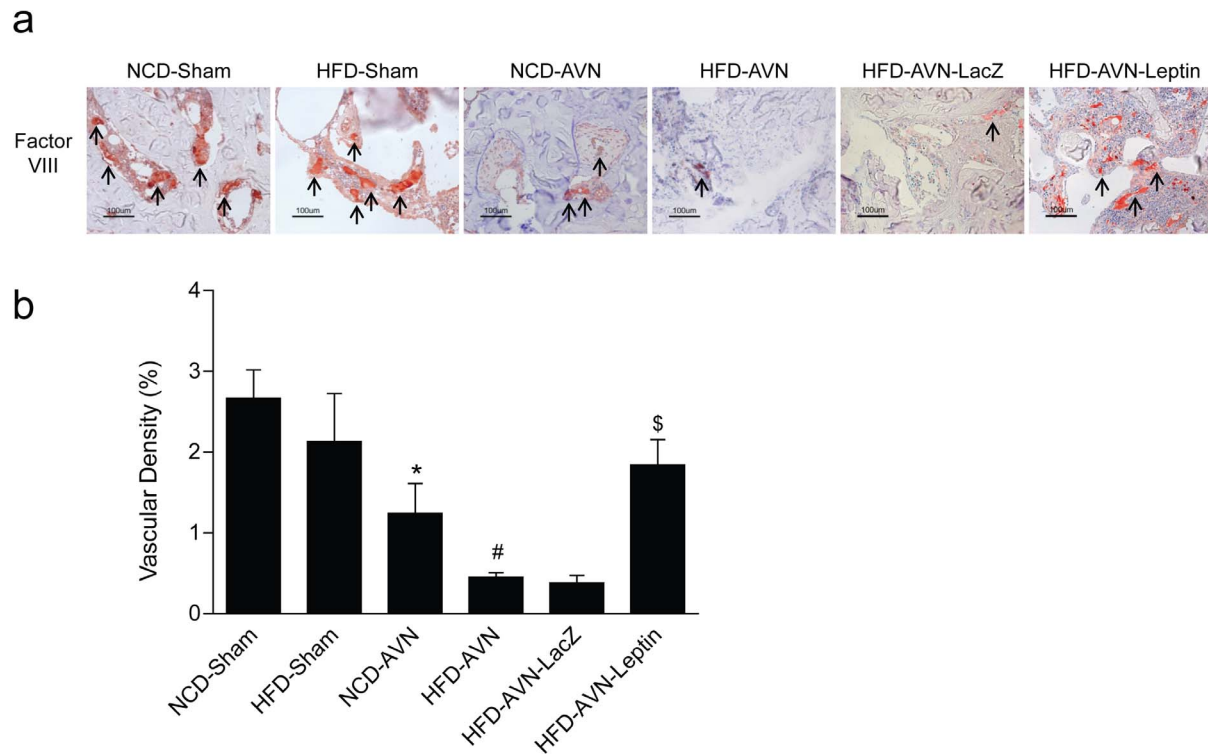 a
NCD-Sham HFD-Sham NCD-AVN HFD-AVN HFD-AVN-LacZ HFD-AVN-Leptin
Factor
VIII
100um 100um 100um 100um 100um 100um
b
Vascular Density (%)
4
3
2
1
0
* # $
NCD-Sham HFD-Sham NCD-AVN HFD-AVN HFD-AVN-LacZ HFD-AVN-Leptin